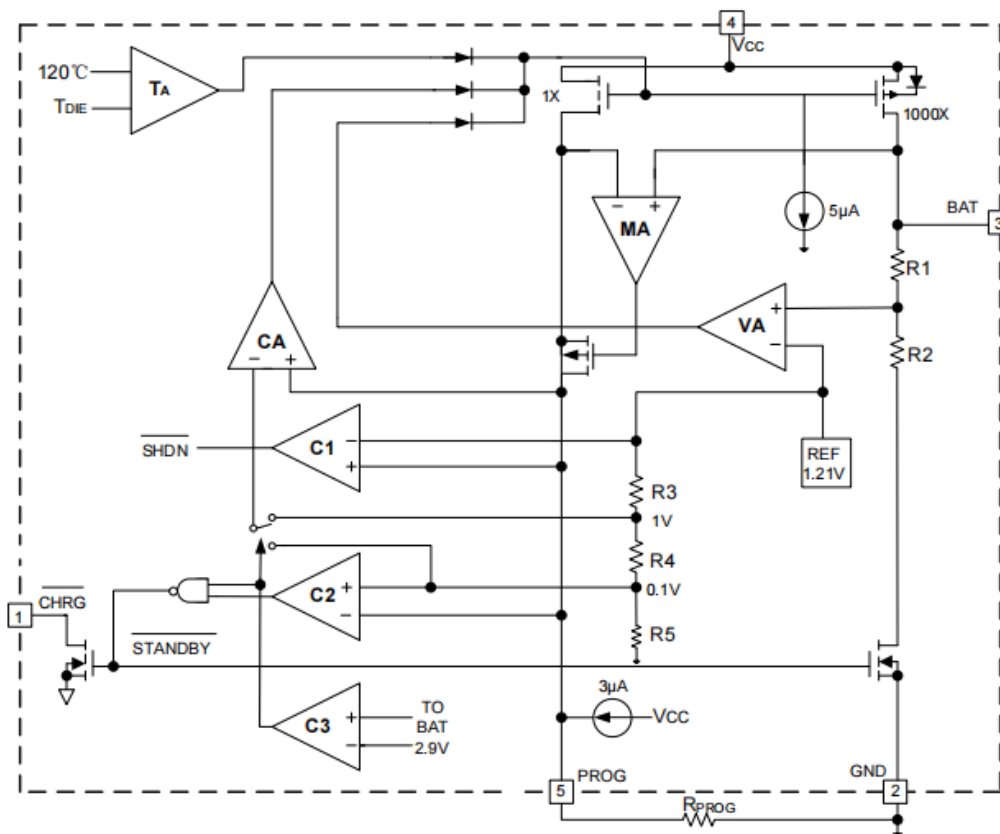 4
VCC
120℃
TA
TDIE
1X
1000X
MA
5µA
BAT
3
R1
VA
+
−
R2
CA
− +
REF
1.21V
SHDN
C1
−
+
R3
1V
R4
0.1V
R5
C2
+
−
CHRG
1
STANDBY
3µA
VCC
C3
+
−
TO
BAT
2.9V
PROG
5
GND
2
RPROG
− +